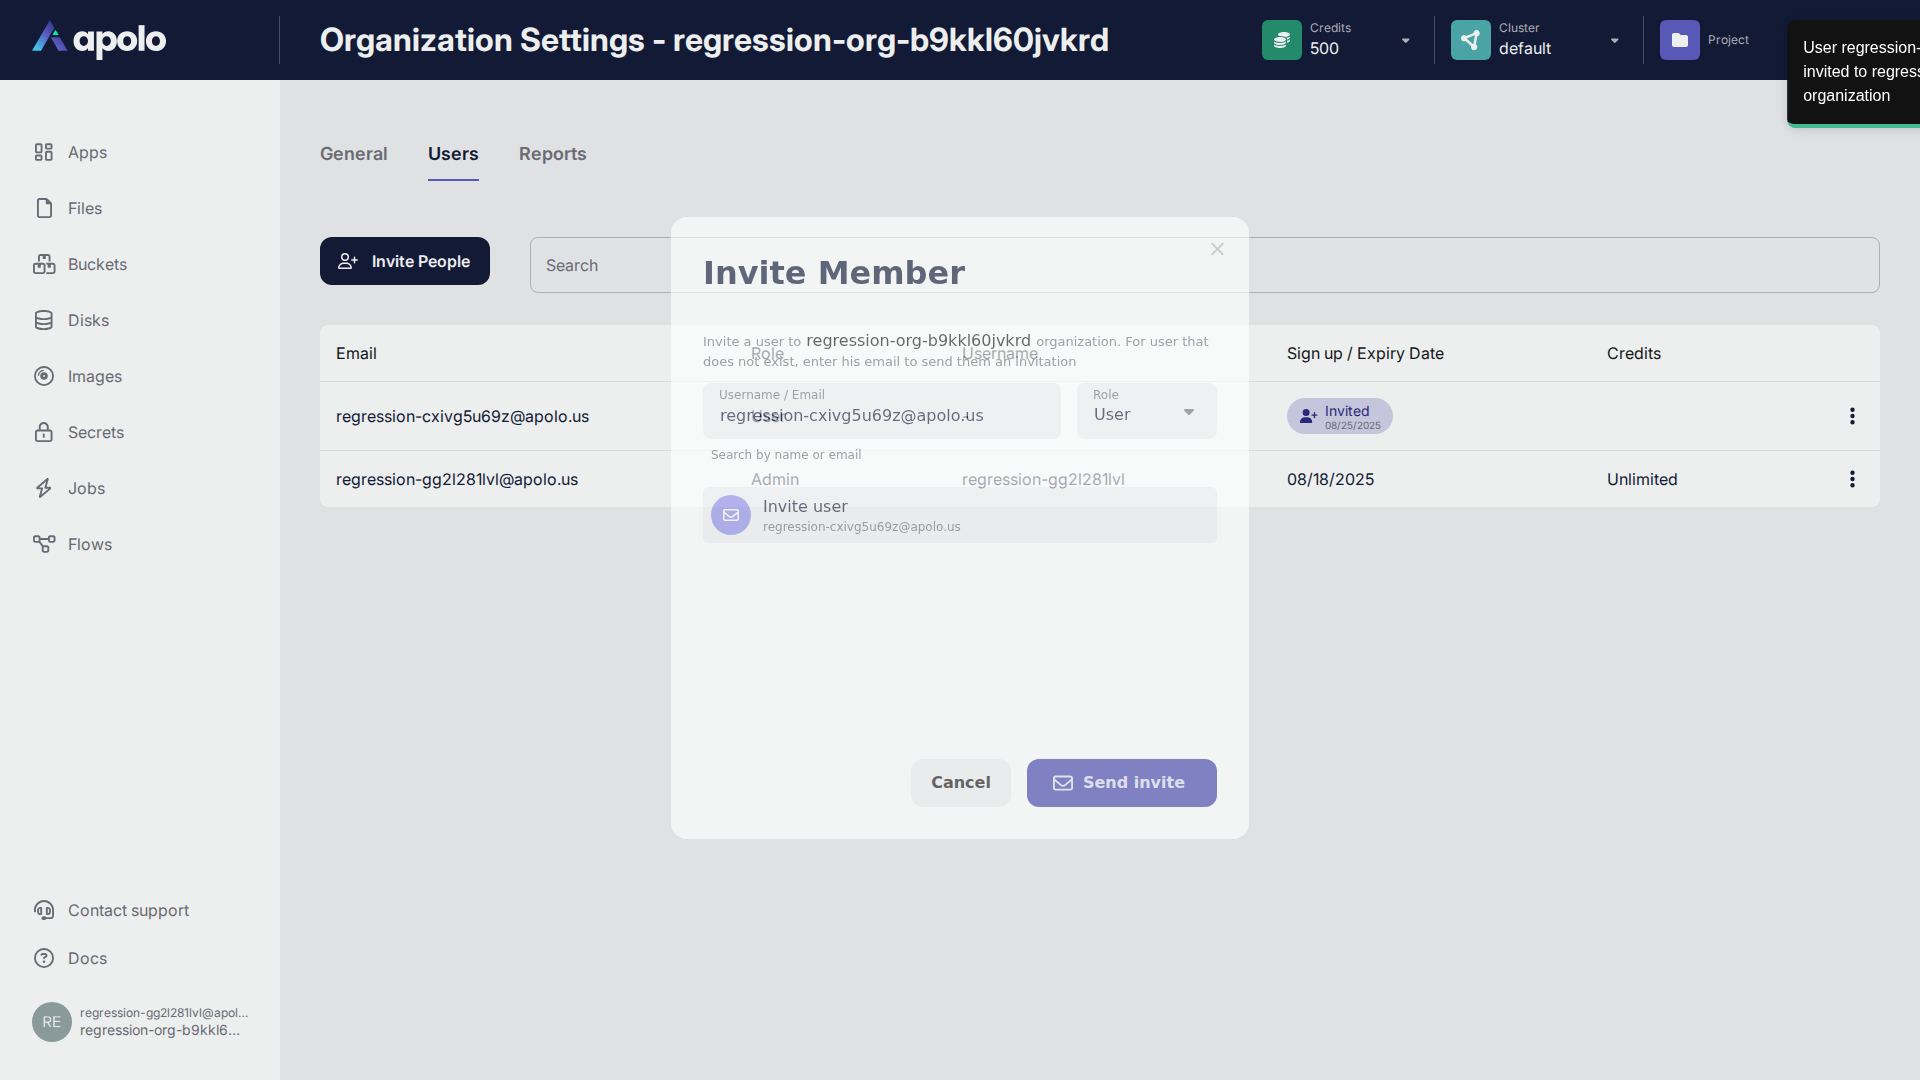 apolo
Organization Settings - regression-org-b9kkl60jvkrd
Credits
500
Cluster
default
Project
User regression-
invited to regress
organization
Apps
Files
Buckets
Disks
Images
Secrets
Jobs
Flows
Contact support
Docs
RE
regression-gg2l281lvl@apol...
regression-org-b9kkl6...
General
Users
Reports
Invite People
Search
Email
Role
Username
Sign up / Expiry Date
Credits
regression-cxivg5u69z@apolo.us
User
-
Invited
08/25/2025
regression-gg2l281lvl@apolo.us
Admin
regression-gg2l281lvl
08/18/2025
Unlimited
Invite Member
Invite a user to regression-org-b9kkl60jvkrd organization. For user that
does not exist, enter his email to send them an invitation
Username / Email
regression-cxivg5u69z@apolo.us
Role
User
Search by name or email
Invite user
regression-cxivg5u69z@apolo.us
Cancel
Send invite